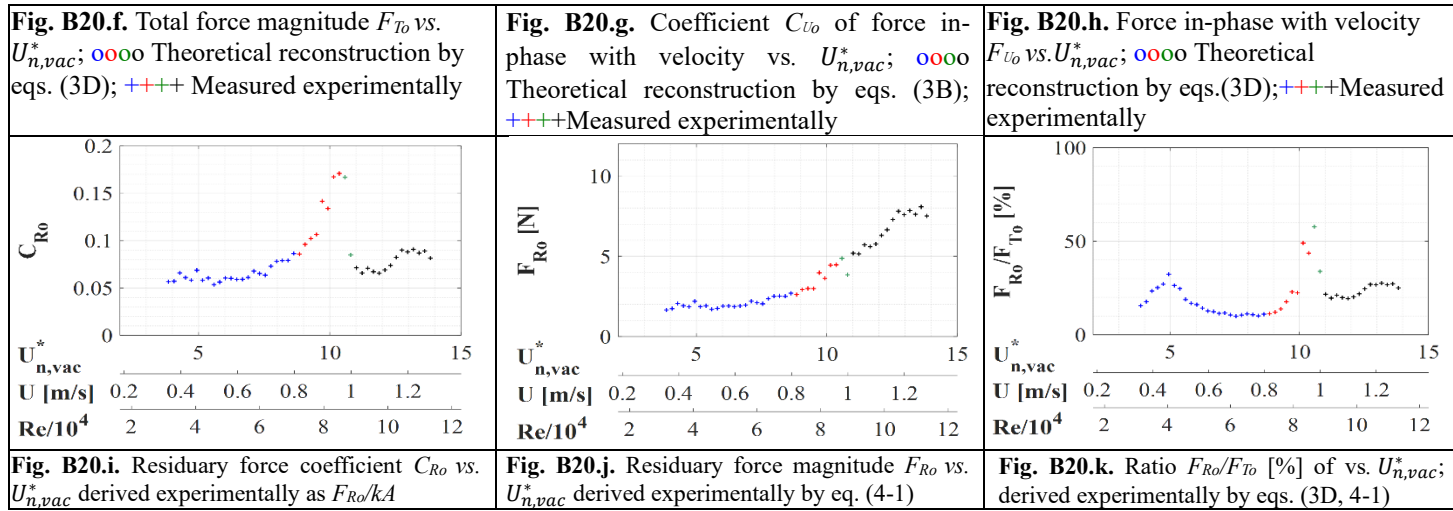 Fig. B20.f. Total force magnitude F_To vs.
U*_n,vac; oooo Theoretical reconstruction by
eqs. (3D); ++++ Measured experimentally
Fig. B20.g. Coefficient C_Uo of force in-
phase with velocity vs. U*_n,vac; oooo
Theoretical reconstruction by eqs. (3B);
++++Measured experimentally
Fig. B20.h. Force in-phase with velocity
F_Uo vs.U*_n,vac; oooo Theoretical
reconstruction by eqs.(3D);++++Measured
experimentally
C_Ro
0.2
0.15
0.1
0.05
0
5 10 15
U*_n,vac
0.2 0.4 0.6 0.8 1 1.2
U [m/s]
2 4 6 8 10 12
Re/10^4
F_Ro [N]
10
5
0
5 10 15
U*_n,vac
0.2 0.4 0.6 0.8 1 1.2
U [m/s]
2 4 6 8 10 12
Re/10^4
F_Ro/F_To [%]
100
50
0
5 10 15
U*_n,vac
0.2 0.4 0.6 0.8 1 1.2
U [m/s]
2 4 6 8 10 12
Re/10^4
Fig. B20.i. Residuary force coefficient C_Ro vs.
U*_n,vac derived experimentally as F_Ro/kA
Fig. B20.j. Residuary force magnitude F_Ro vs.
U*_n,vac derived experimentally by eq. (4-1)
Fig. B20.k. Ratio F_Ro/F_To [%] of vs. U*_n,vac;
derived experimentally by eqs. (3D, 4-1)